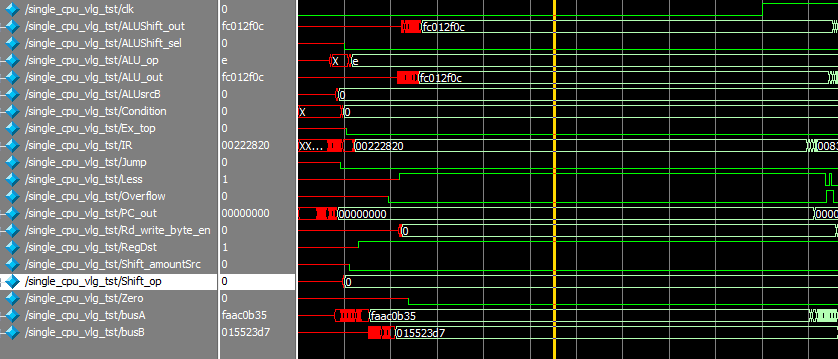 /single_cpu_vlg_tst/clk 0
/single_cpu_vlg_tst/ALUShift_out fc012f0c fc012f0c
/single_cpu_vlg_tst/ALUShift_sel 0
/single_cpu_vlg_tst/ALU_op e X e
/single_cpu_vlg_tst/ALU_out fc012f0c fc012f0c
/single_cpu_vlg_tst/ALUsrcB 0 0
/single_cpu_vlg_tst/Condition 0 X 0
/single_cpu_vlg_tst/Ex_top 0
/single_cpu_vlg_tst/IR 00222820 XX... 00222820 008
/single_cpu_vlg_tst/Jump 0
/single_cpu_vlg_tst/Less 1
/single_cpu_vlg_tst/Overflow 0
/single_cpu_vlg_tst/PC_out 00000000 00000000 0000
/single_cpu_vlg_tst/Rd_write_byte_en 0 0
/single_cpu_vlg_tst/RegDst 1
/single_cpu_vlg_tst/Shift_amountSrc 0
/single_cpu_vlg_tst/Shift_op 0 0
/single_cpu_vlg_tst/Zero 0
/single_cpu_vlg_tst/busA faac0b35 faac0b35
/single_cpu_vlg_tst/busB 015523d7 015523d7